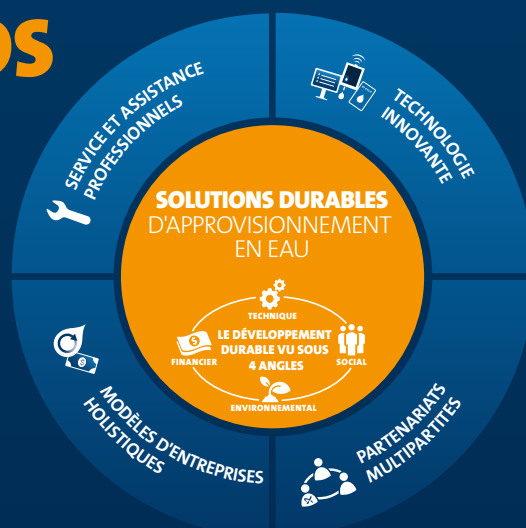 OS
SERVICE ET ASSISTANCE
PROFESSIONNELS
TECHNOLOGIE
INNOVANTE
SOLUTIONS DURABLES
D'APPROVISIONNEMENT
EN EAU
TECHNIQUE
LE DÉVELOPPEMENT
DURABLE VU SOUS
4 ANGLES
FINANCIER
SOCIAL
ENVIRONNEMENTAL
MODÈLES D'ENTREPRISES
HOLISTIQUES
PARTENARIATS
MULTIPARTITES